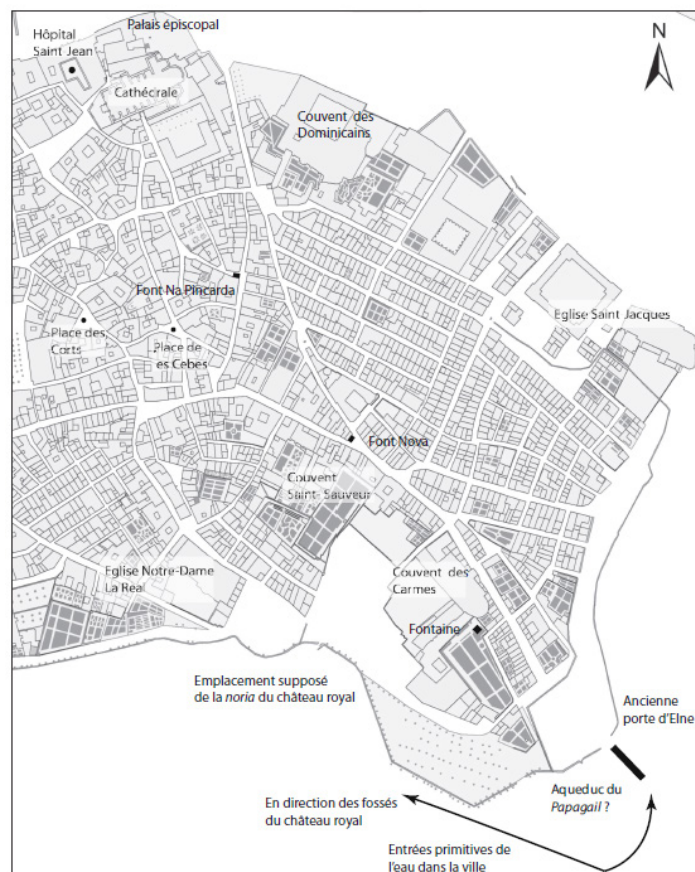 Palais épiscopal
Hôpital
Saint Jean
N
Cathécirale
Couvent des
Dominicains
Font Na Pincarda
Eglise Saint Jacques
Place des
Corts
Place de
les Cebes
Font Nova
Couvent
Saint-Sauveur
Eglise Notre-Dame
La Real
Couvent des
Carmes
Fontaine
Emplacement supposé
de la noria du château royal
Ancienne
porte d'Elne
Aqueduc du
Papagail ?
En direction des fossés
du château royal
Entrées primitives de
l'eau dans la ville